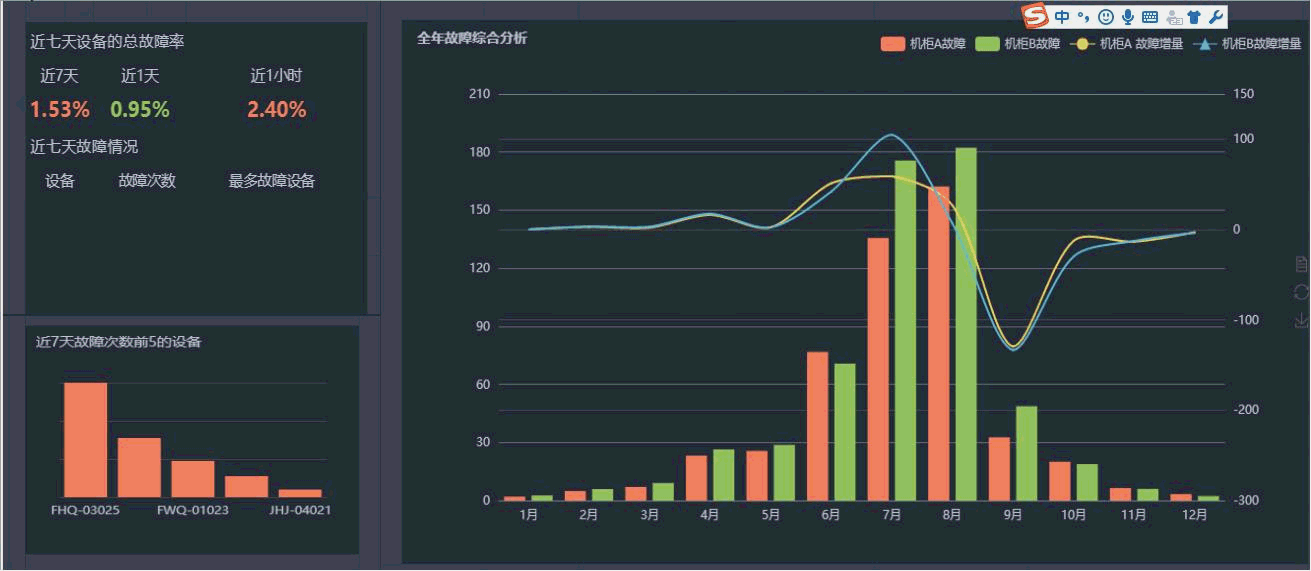 近七天设备的总故障率
近7天 近1天 近1小时
1.53% 0.95% 2.40%
近七天故障情况
设备 故障次数 最多故障设备
近7天故障次数前5的设备
FHQ-03025 FWQ-01023 JHJ-04021
全年故障综合分析
机柜A故障 机柜B故障 机柜A 故障增量 机柜B故障增量
中
210 150
100
180
150
0
120
90
-100
60
-200
30
0 -300
1月 2月 3月 4月 5月 6月 7月 8月 9月 10月 11月 12月